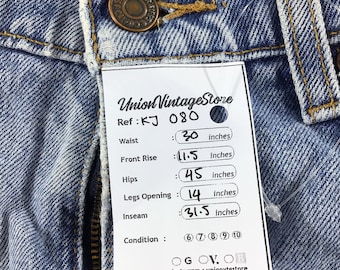 UnionVintageStore
Ref : KJ 080
Waist : 30 inches
Front Rise : 11.5 inches
Hips : 45 inches
Legs Opening : 14 inches
Inseam : 31.5 inches
Condition : 6 7 8 9 10
G V.